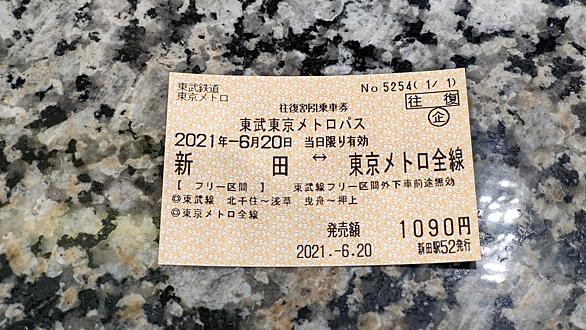 東武鉄道
東京メトロ
No 5254(1/1)
往復割引乗車券
往復
企
東武東京メトロパス
2021年-6月20日 当日限り有効
新田 ↔ 東京メトロ全線
【 フリー区間 】 東武線フリー区間外下車前途無効
◎東武線 北千住〜浅草 曳舟〜押上
◎東京メトロ全線
発売額 1090円
2021.-6.20 新田駅52発行